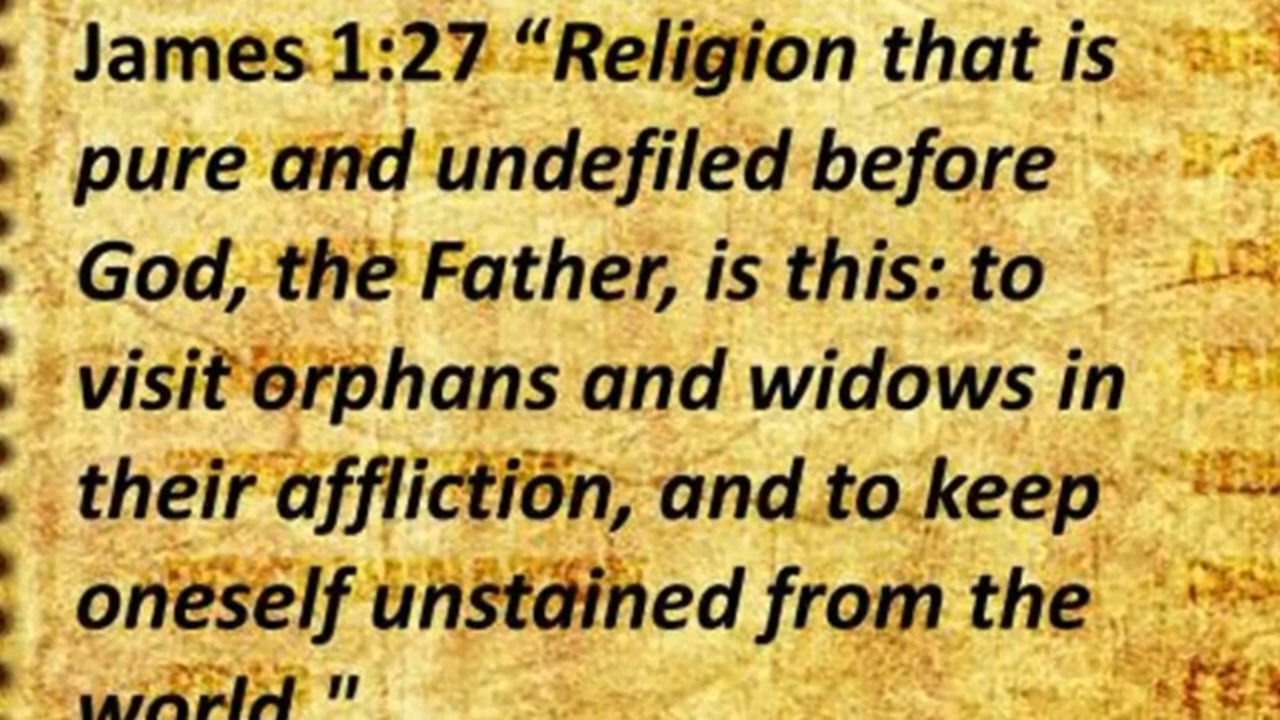 James 1:27 “Religion that is
pure and undefiled before
God, the Father, is this: to
visit orphans and widows in
their affliction, and to keep
oneself unstained from the
world."